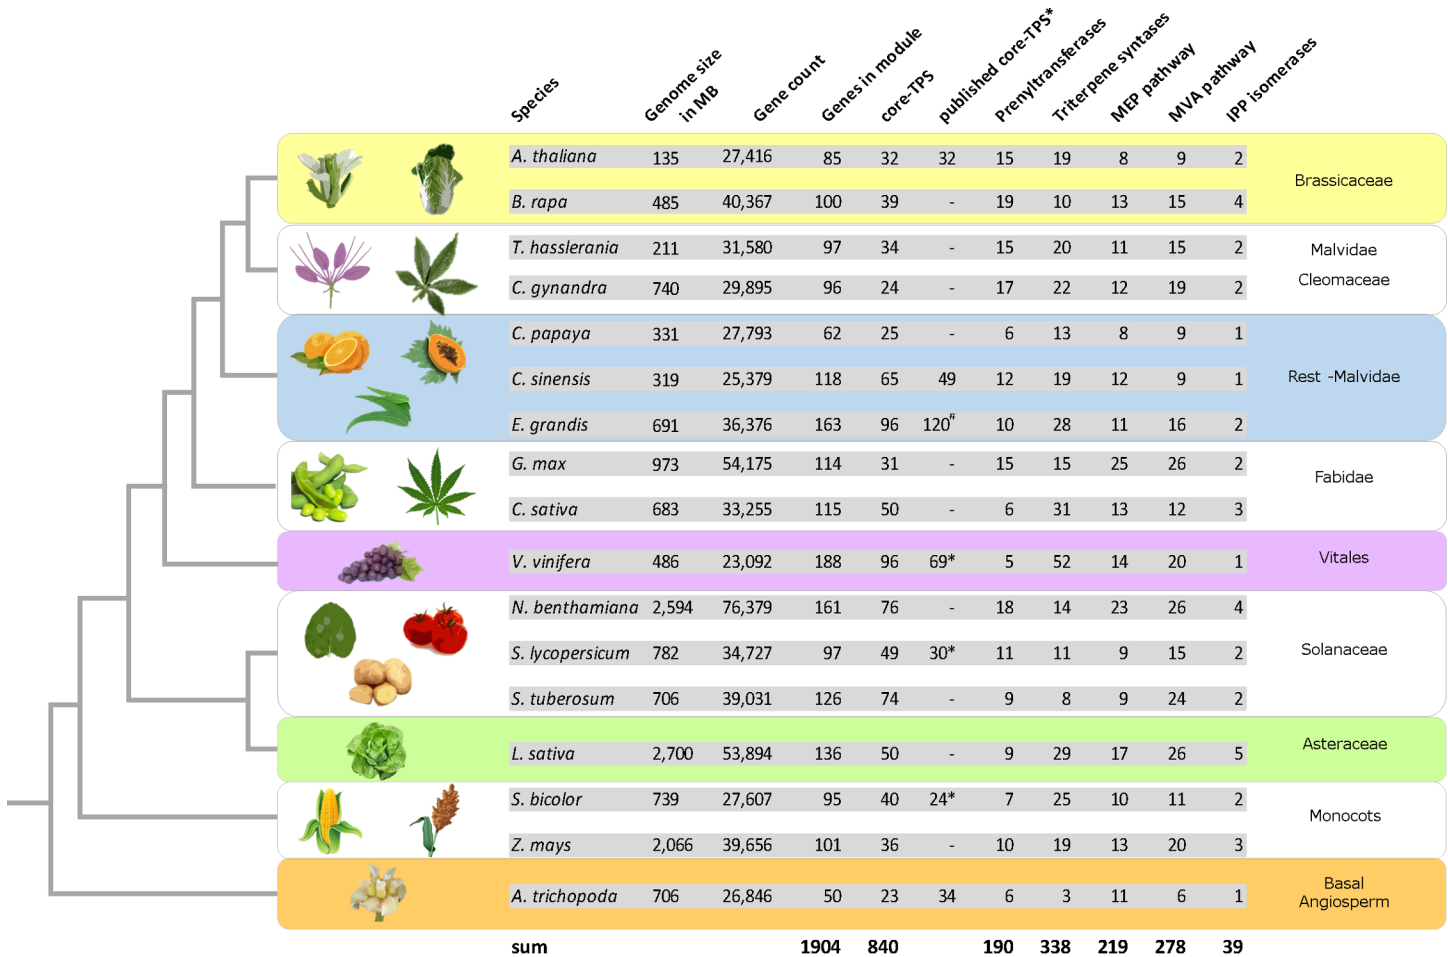 Species Genome size in MB Gene count Genes in module core-TPS published core-TPS* Prenyltransferases Triterpene syntases MEP pathway MVA pathway IPP isomerases
A. thaliana 135 27,416 85 32 32 15 19 8 9 2
Brassicaceae
B. rapa 485 40,367 100 39 - 19 10 13 15 4
T. hasslerania 211 31,580 97 34 - 15 20 11 15 2 Malvidae
C. gynandra 740 29,895 96 24 - 17 22 12 19 2 Cleomaceae
C. papaya 331 27,793 62 25 - 6 13 8 9 1
C. sinensis 319 25,379 118 65 49 12 19 12 9 1 Rest -Malvidae
E. grandis 691 36,376 163 96 120# 10 28 11 16 2
G. max 973 54,175 114 31 - 15 15 25 26 2
Fabidae
C. sativa 683 33,255 115 50 - 6 31 13 12 3
V. vinifera 486 23,092 188 96 69* 5 52 14 20 1 Vitales
N. benthamiana 2,594 76,379 161 76 - 18 14 23 26 4
S. lycopersicum 782 34,727 97 49 30* 11 11 9 15 2 Solanaceae
S. tuberosum 706 39,031 126 74 - 9 8 9 24 2
L. sativa 2,700 53,894 136 50 - 9 29 17 26 5 Asteraceae
S. bicolor 739 27,607 95 40 24* 7 25 10 11 2
Monocots
Z. mays 2,066 39,656 101 36 - 10 19 13 20 3
A. trichopoda 706 26,846 50 23 34 6 3 11 6 1 Basal
Angiosperm
sum 1904 840 190 338 219 278 39